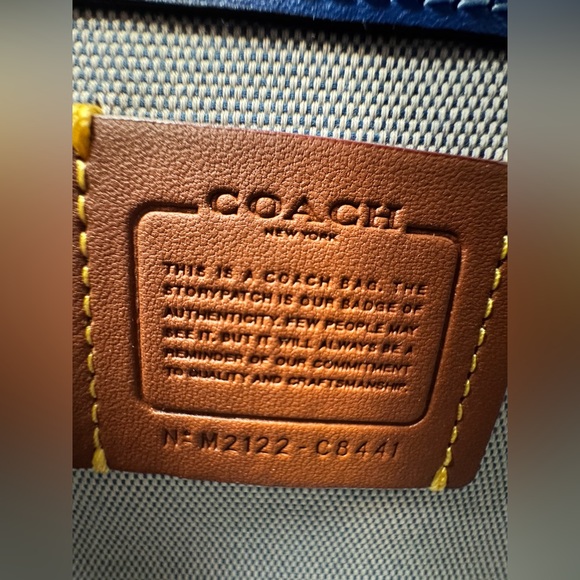 COACH
NEW YORK
THIS IS A COACH BAG. THE
STORYPATCH IS OUR BADGE OF
AUTHENTICITY. FEW PEOPLE MAY
SEE IT. BUT IT WILL ALWAYS BE A
REMINDER OF OUR COMMITMENT
TO QUALITY AND CRAFTSMANSHIP.
Nº M2122-C8441